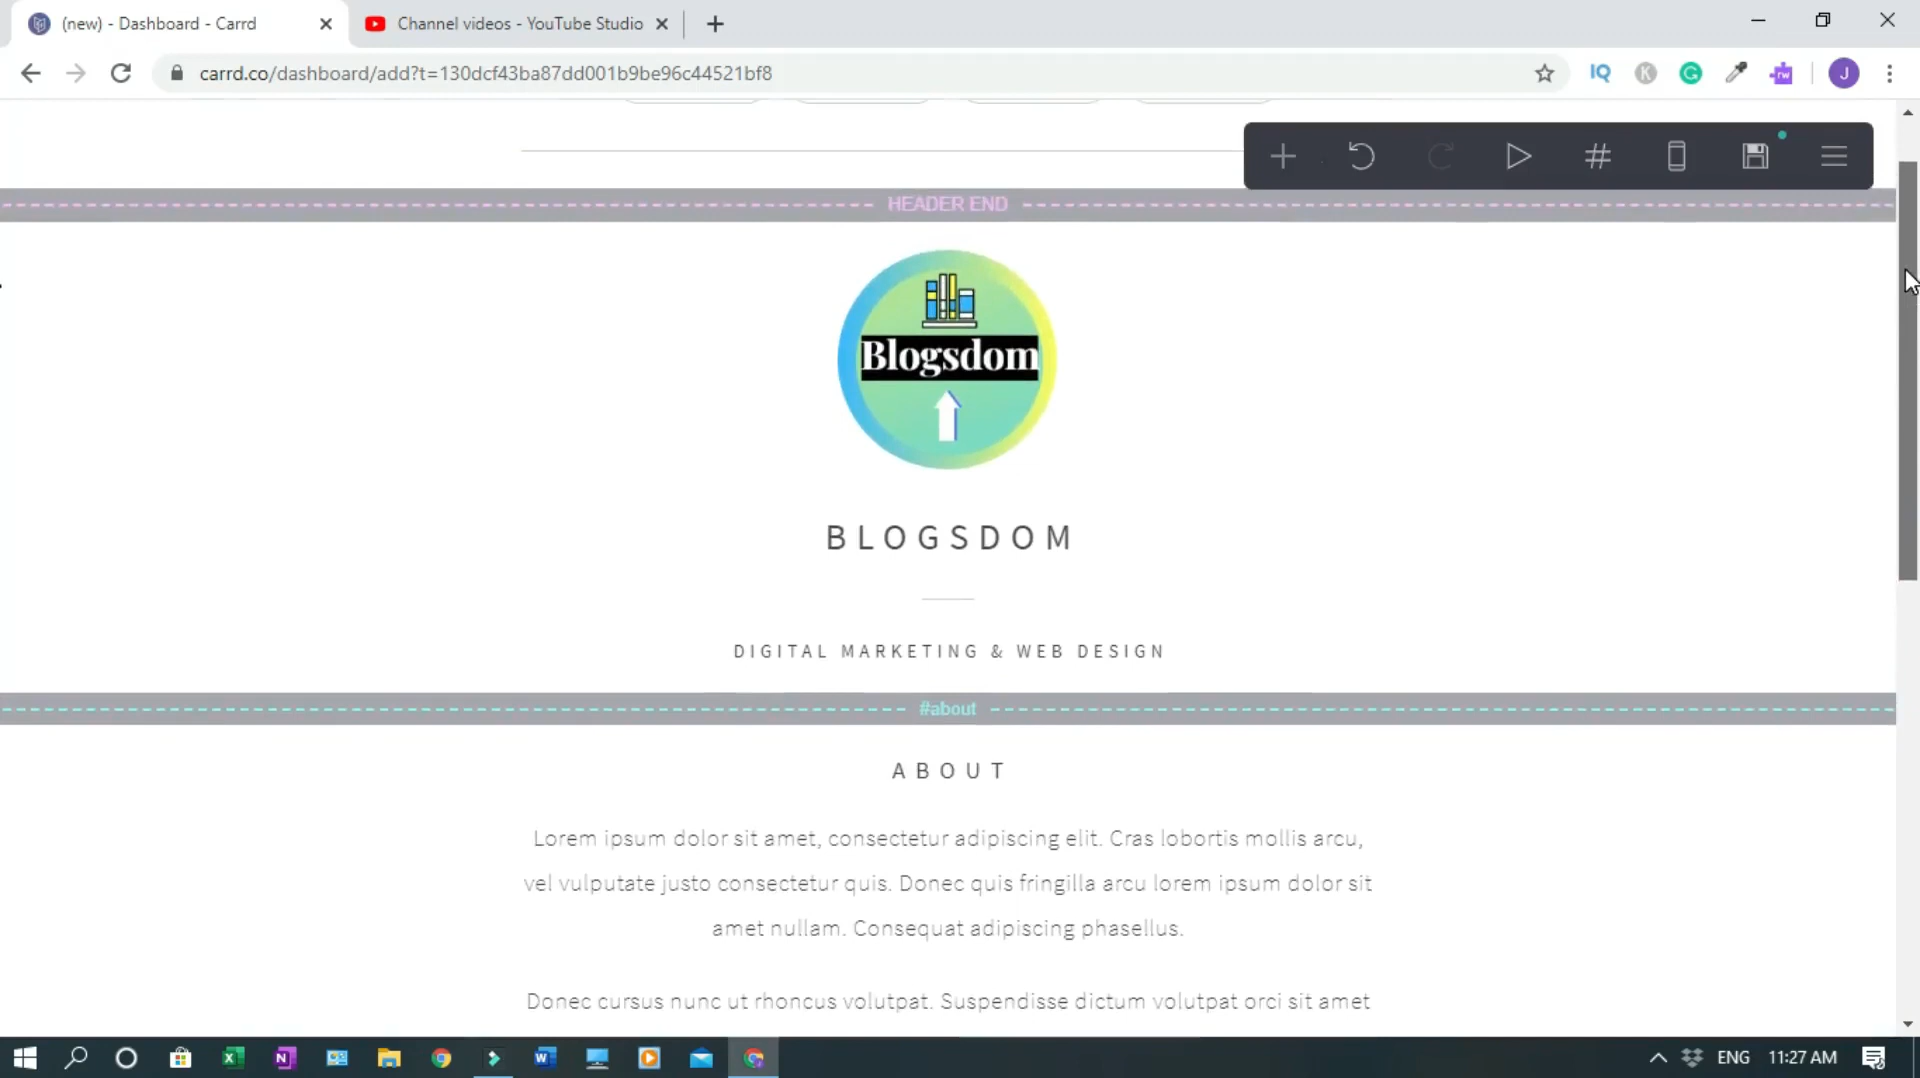 (new) - Dashboard - Carrd
Channel videos - YouTube Studio
carrd.co/dashboard/add?t=130dcf43ba87dd001b9be96c44521bf8
IQ
K
G
rw
J
HEADER END
Blogsdom
BLOGSDOM
DIGITAL MARKETING & WEB DESIGN
#about
ABOUT
Lorem ipsum dolor sit amet, consectetur adipiscing elit. Cras lobortis mollis arcu,
vel vulputate justo consectetur quis. Donec quis fringilla arcu lorem ipsum dolor sit
amet nullam. Consequat adipiscing phasellus.
Donec cursus nunc ut rhoncus volutpat. Suspendisse dictum volutpat orci sit amet
ENG 11:27 AM